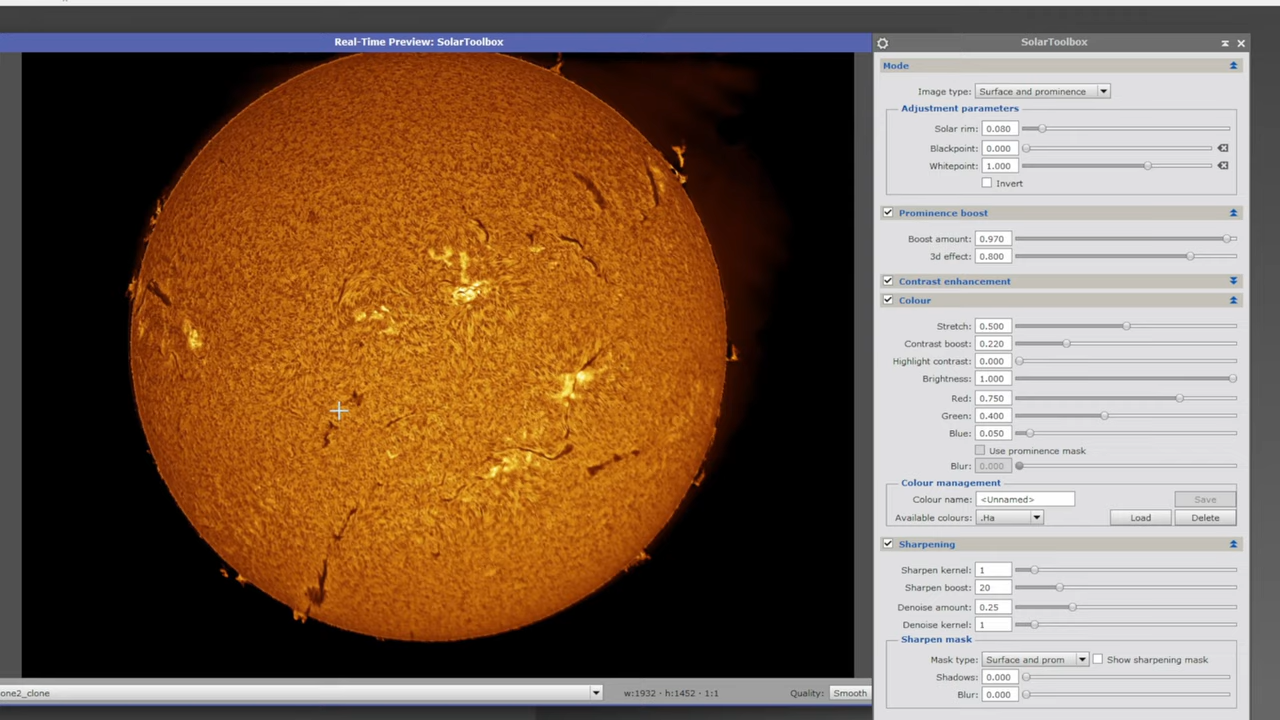 Real-Time Preview: SolarToolbox
SolarToolbox
Mode
Image type: Surface and prominence
Adjustment parameters
Solar rim: 0.080
Blackpoint: 0.000
Whitepoint: 1.000
Invert
Prominence boost
Boost amount: 0.970
3d effect: 0.800
Contrast enhancement
Colour
Stretch: 0.500
Contrast boost: 0.220
Highlight contrast: 0.000
Brightness: 1.000
Red: 0.750
Green: 0.400
Blue: 0.050
Use prominence mask
Blur: 0.000
Colour management
Colour name: <Unnamed> Save
Available colours: .Ha Load Delete
Sharpening
Sharpen kernel: 1
Sharpen boost: 20
Denoise amount: 0.25
Denoise kernel: 1
Sharpen mask
Mask type: Surface and prom Show sharpening mask
Shadows: 0.000
Blur: 0.000
one2_clone w:1932 · h:1452 · 1:1 Quality: Smooth